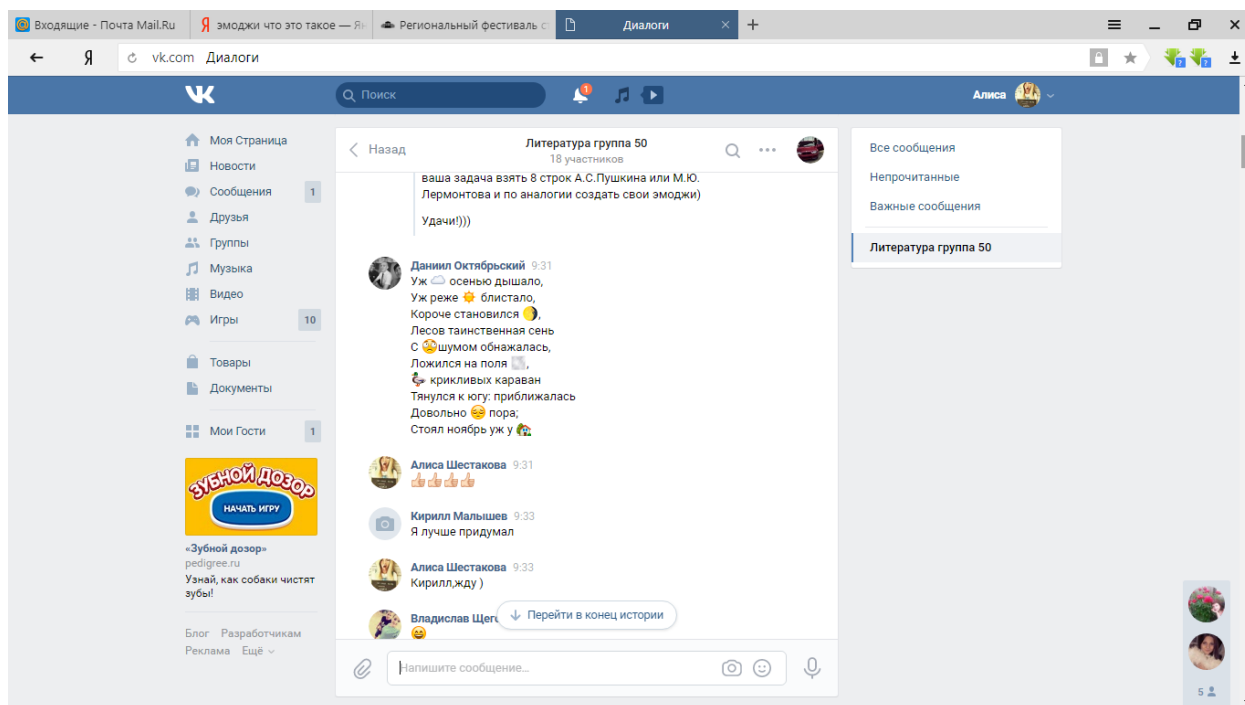 Входящие - Почта Mail.Ru
Я эмоджи что это такое — Ян
Региональный фестиваль с
Диалоги
Я vk.com Диалоги
Поиск
1
Алиса
Моя Страница
Новости
Сообщения 1
Друзья
Группы
Музыка
Видео
Игры 10
Товары
Документы
Мои Гости 1
ЗУБНОЙ ДОЗОР
НАЧАТЬ ИГРУ
«Зубной дозор»
pedigree.ru
Узнай, как собаки чистят
зубы!
Блог Разработчикам
Реклама Ещё
Назад
Литература группа 50
18 участников
ваша задача взять 8 строк А.С.Пушкина или М.Ю.
Лермонтова и по аналогии создать свои эмоджи)
Удачи!)))
Даниил Октябрьский 9:31
Уж ☁ осенью дышало,
Уж реже ☀ блистало,
Короче становился 🌖,
Лесов таинственная сень
С 😩шумом обнажалась,
Ложился на поля 🌫,
🦆 крикливых караван
Тянулся к югу: приближалась
Довольно 😔 пора;
Стоял ноябрь уж у 🏡
Алиса Шестакова 9:31
👍👍👍👍
Кирилл Малышев 9:33
Я лучше придумал
Алиса Шестакова 9:33
Кирилл,жду )
Владислав Щег
😄
Перейти в конец истории
Напишите сообщение...
Все сообщения
Непрочитанные
Важные сообщения
Литература группа 50
5